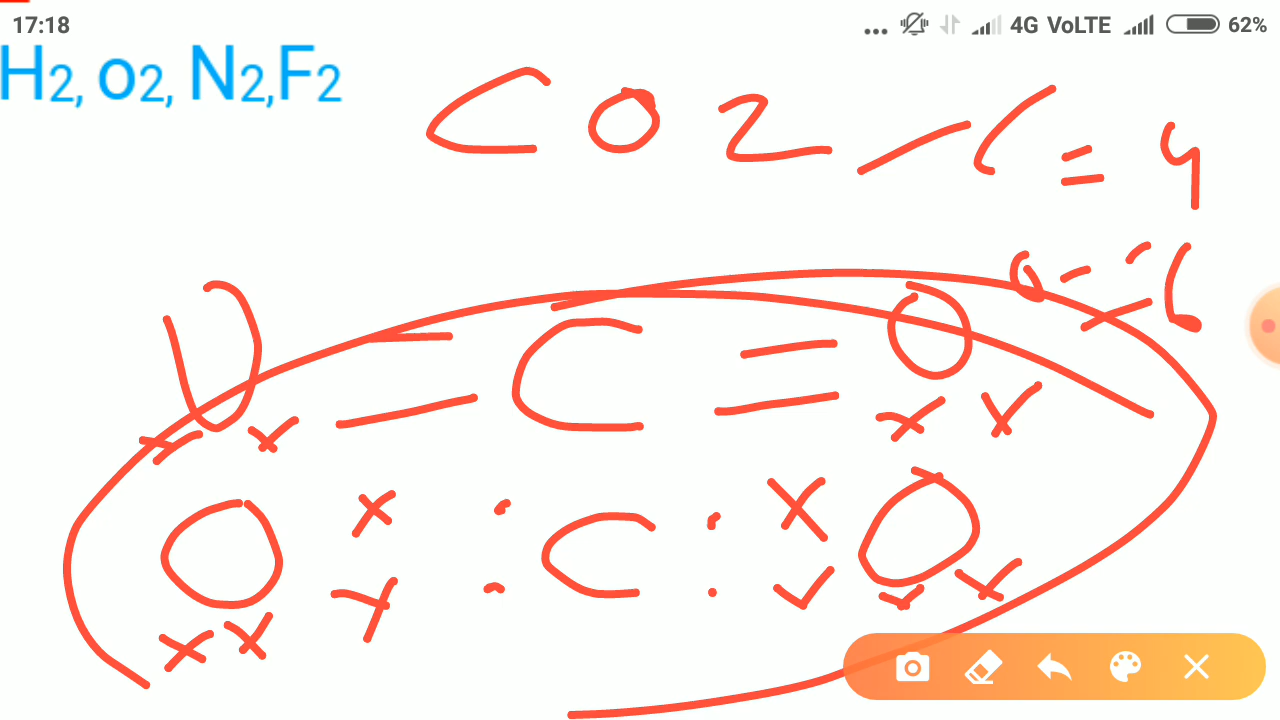 17:18 ... 4G VoLTE 62%
H2, o2, N2,F2
CO2 - C = 4
O = 6
O = C = O
O : C : O